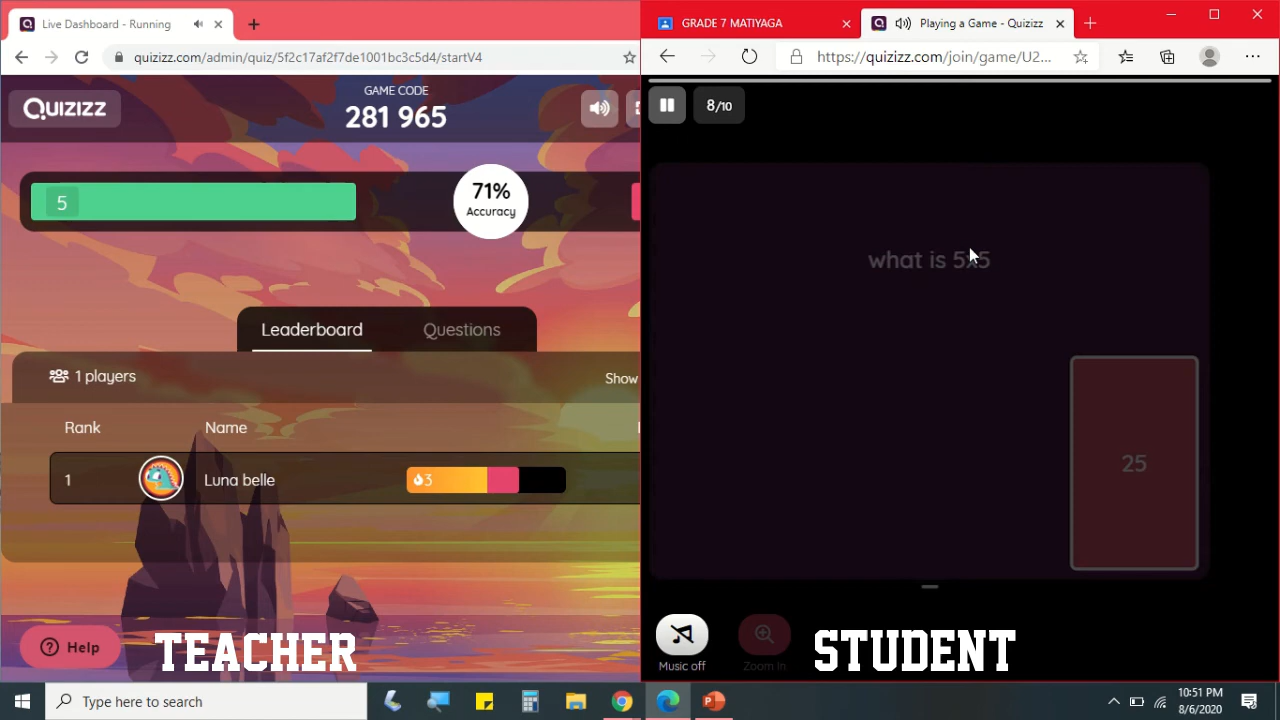 Live Dashboard - Running
quizizz.com/admin/quiz/5f2c17af2f7de1001bc3c5d4/startV4
QUIZIZZ
GAME CODE
281 965
5
71%
Accuracy
Leaderboard
Questions
1 players
Show
Rank
Name
1
Luna belle
3
Help
TEACHER
GRADE 7 MATIYAGA
Playing a Game - Quizizz
https://quizizz.com/join/game/U2...
8/10
what is 5x5
25
Music off
Zoom In
STUDENT
Type here to search
10:51 PM
8/6/2020